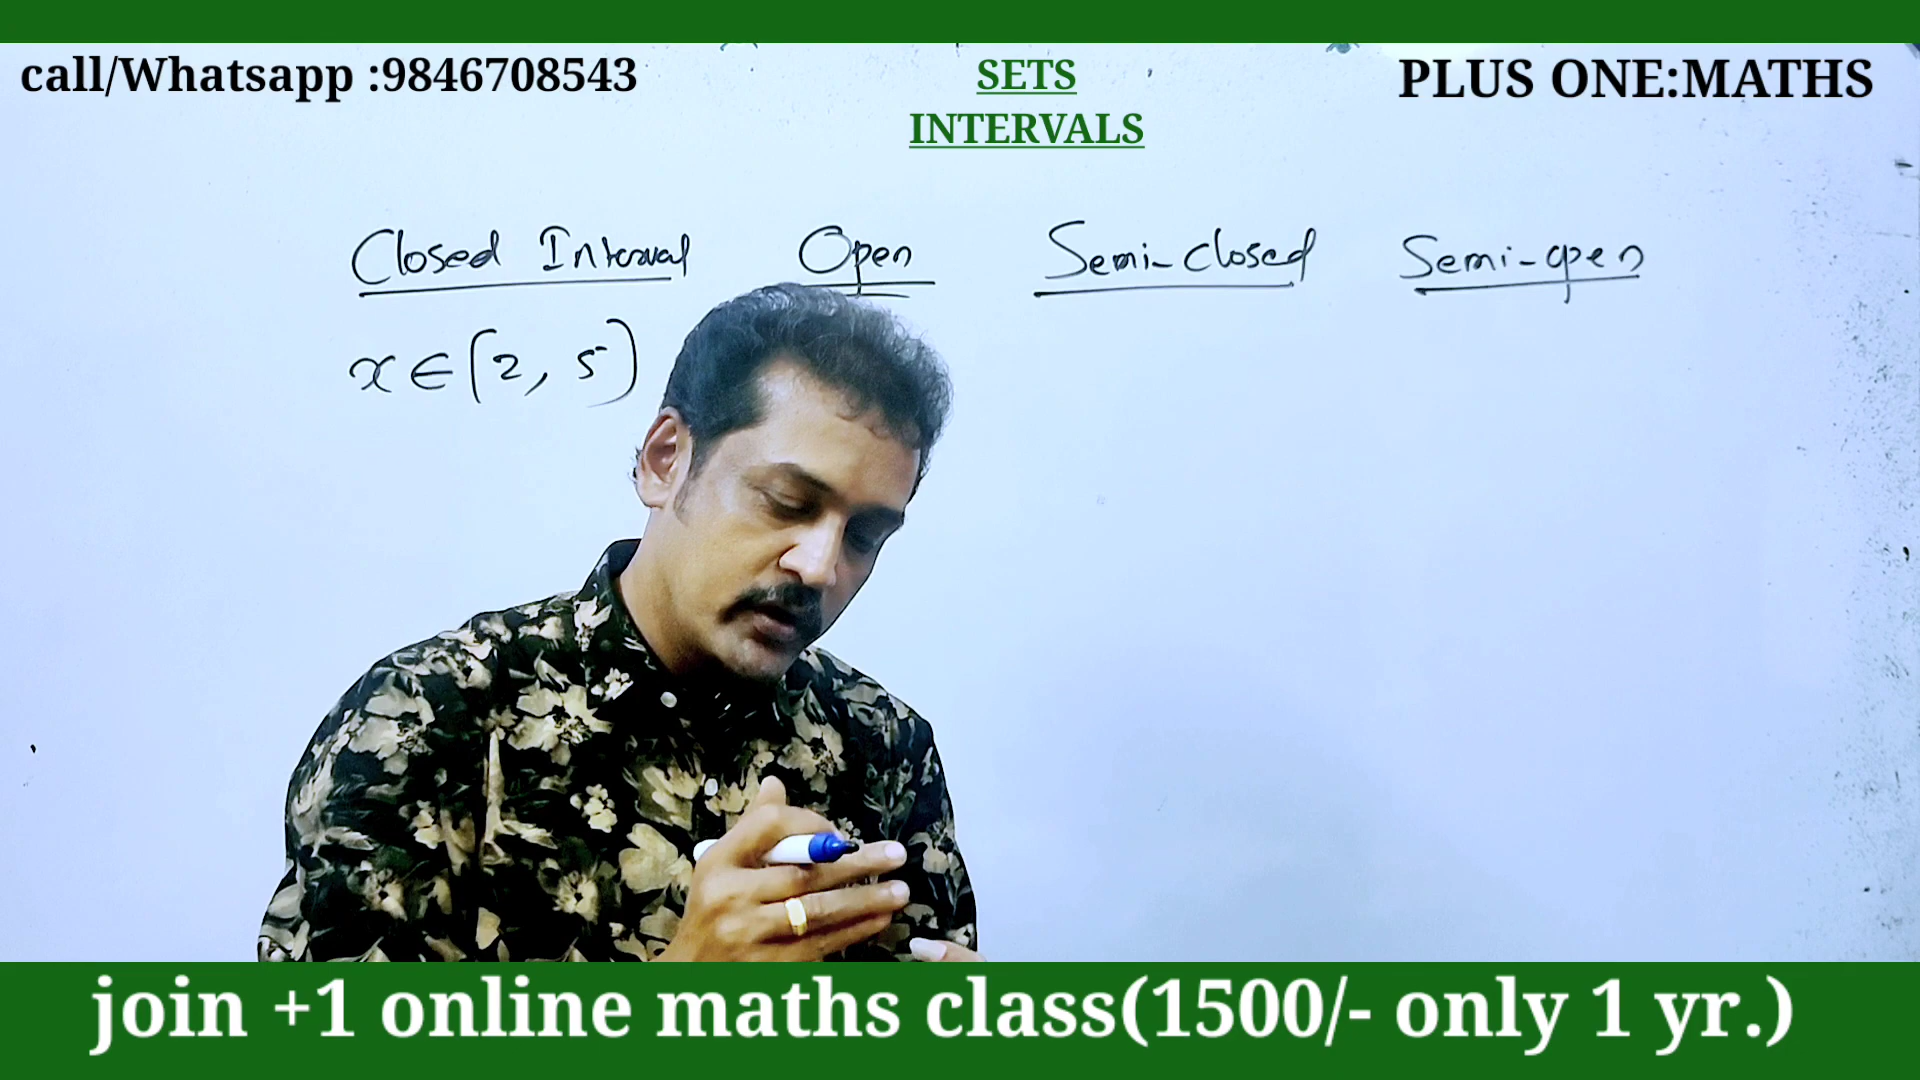 call/Whatsapp :9846708543
SETS
INTERVALS
PLUS ONE:MATHS
Closed Interval Open Semi-closed Semi-open
x∈[2, 5]
join +1 online maths class(1500/- only 1 yr.)